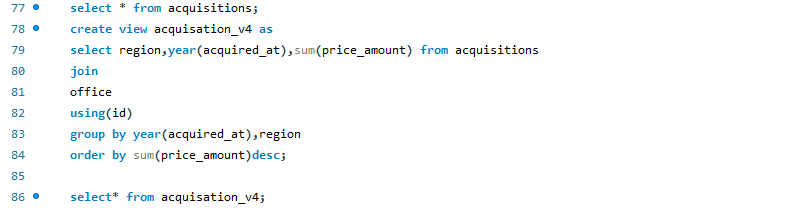 77 select * from acquisitions;
78 create view acquisation_v4 as
79 select region,year(acquired_at),sum(price_amount) from acquisitions
80 join
81 office
82 using(id)
83 group by year(acquired_at),region
84 order by sum(price_amount)desc;
85
86 select* from acquisation_v4;